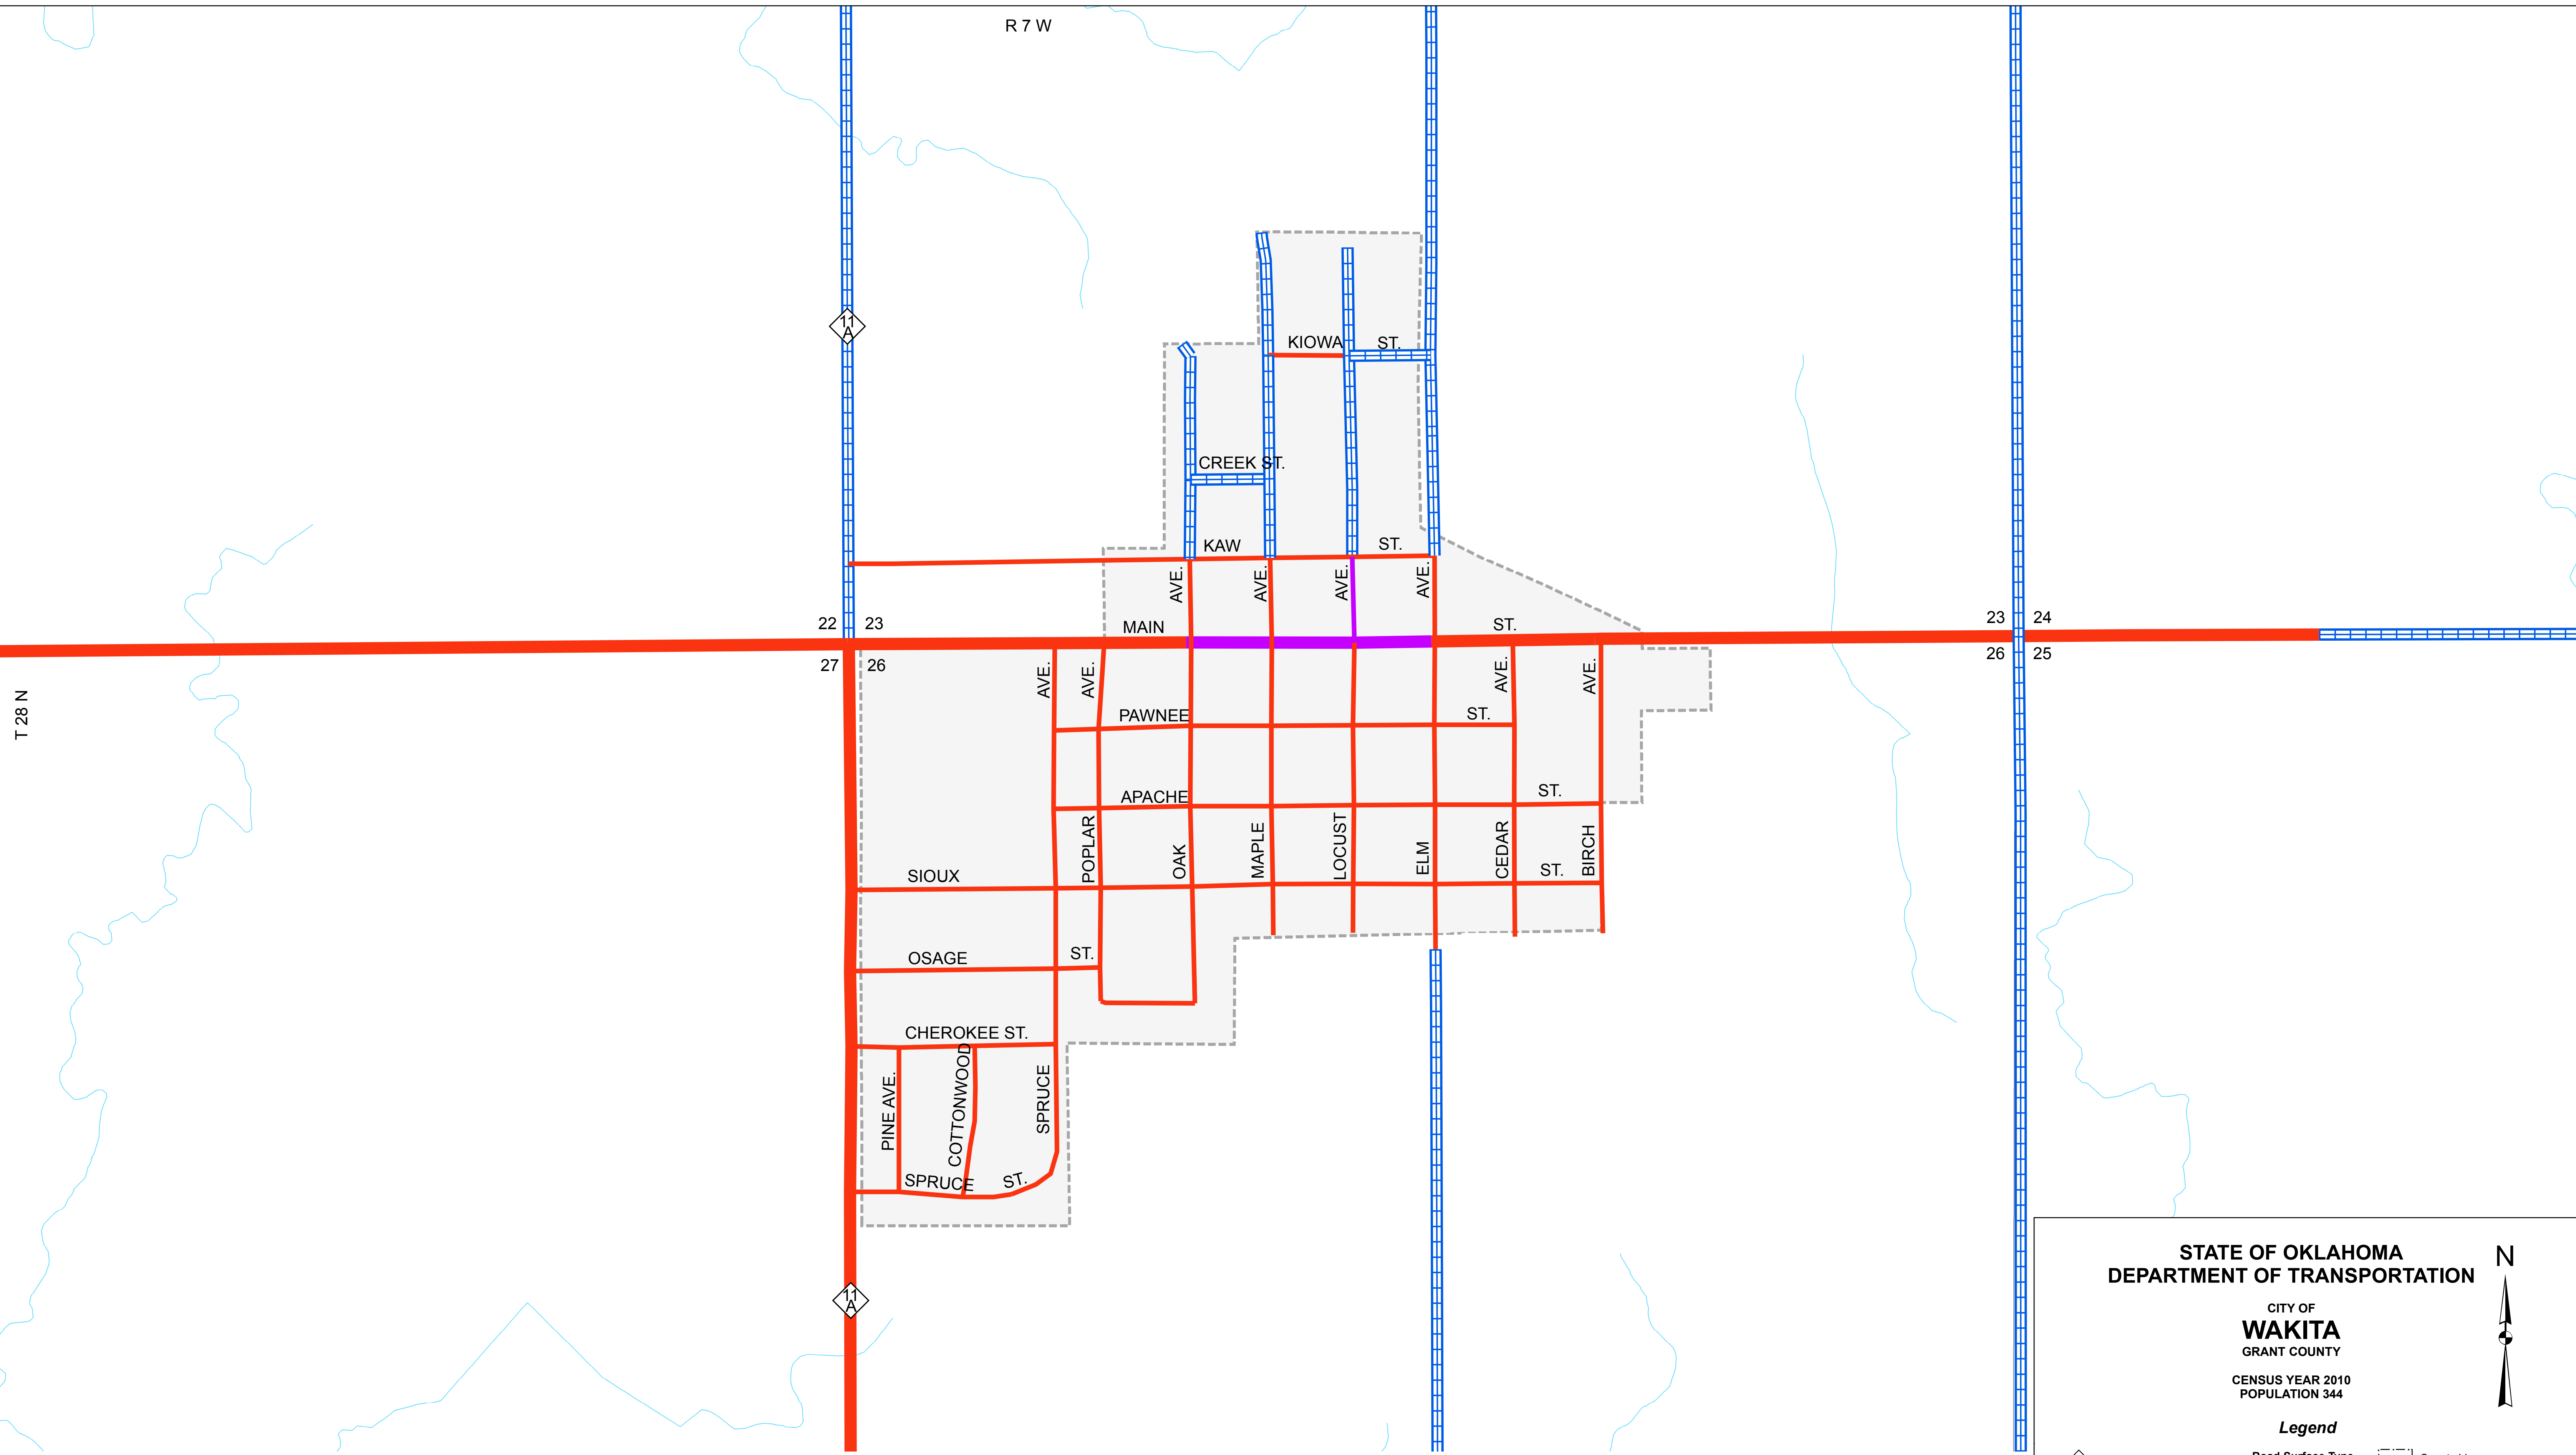 R 7 W
11
A
KIOWA ST.
CREEK ST.
KAW ST.
AVE. AVE. AVE. AVE.
22 23
MAIN ST.
23 24
27 26
26 25
T 28 N
AVE. AVE. AVE. AVE.
PAWNEE ST.
APACHE ST.
POPLAR
OAK
MAPLE
LOCUST
ELM
CEDAR
BIRCH
SIOUX ST.
OSAGE ST.
CHEROKEE ST.
PINE AVE.
COTTONWOOD
SPRUCE
SPRUCE ST.
11
A
STATE OF OKLAHOMA
DEPARTMENT OF TRANSPORTATION
N
CITY OF
WAKITA
GRANT COUNTY
CENSUS YEAR 2010
POPULATION 344
Legend